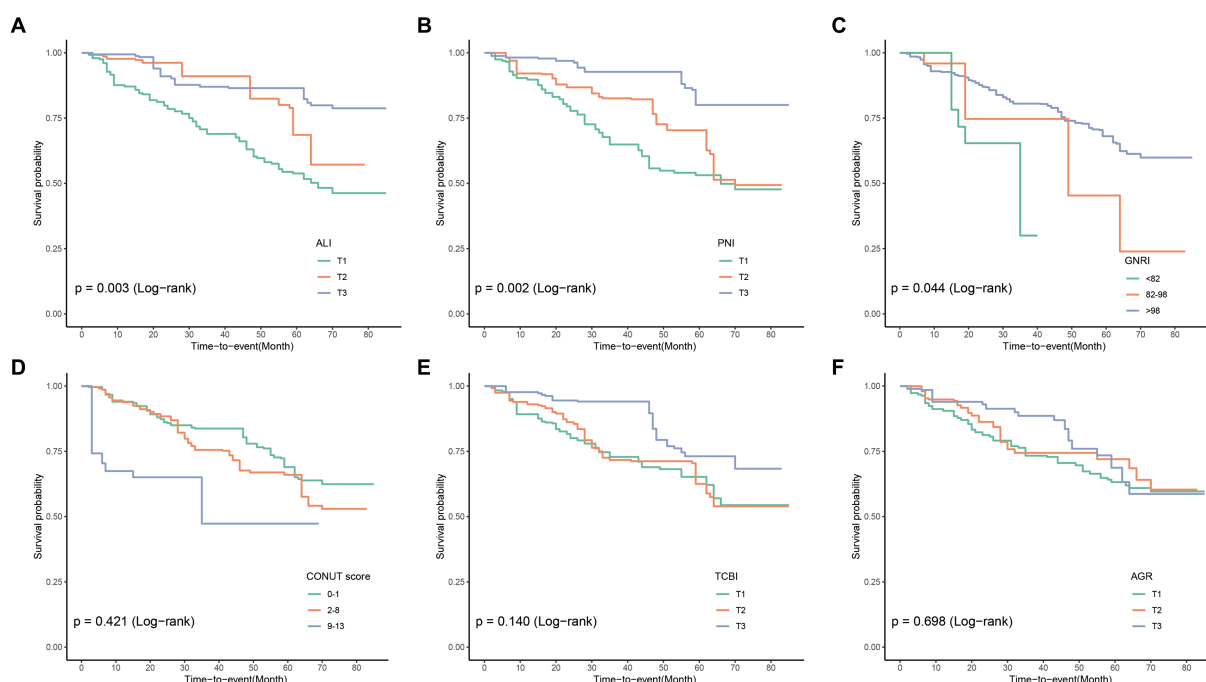 A
Survival probability
1.00
0.75
0.50
0.25
0.00
ALI
T1
T2
T3
p = 0.003 (Log−rank)
0 10 20 30 40 50 60 70 80
Time−to−event(Month)
B
Survival probability
1.00
0.75
0.50
0.25
0.00
PNI
T1
T2
T3
p = 0.002 (Log−rank)
0 10 20 30 40 50 60 70 80
Time−to−event(Month)
C
Survival probability
1.00
0.75
0.50
0.25
0.00
GNRI
<82
82-98
>98
p = 0.044 (Log−rank)
0 10 20 30 40 50 60 70 80
Time−to−event(Month)
D
Survival probability
1.00
0.75
0.50
0.25
0.00
CONUT score
0-1
2-8
9-13
p = 0.421 (Log−rank)
0 10 20 30 40 50 60 70 80
Time−to−event(Month)
E
Survival probability
1.00
0.75
0.50
0.25
0.00
TCBI
T1
T2
T3
p = 0.140 (Log−rank)
0 10 20 30 40 50 60 70 80
Time−to−event(Month)
F
Survival probability
1.00
0.75
0.50
0.25
0.00
AGR
T1
T2
T3
p = 0.698 (Log−rank)
0 10 20 30 40 50 60 70 80
Time−to−event(Month)